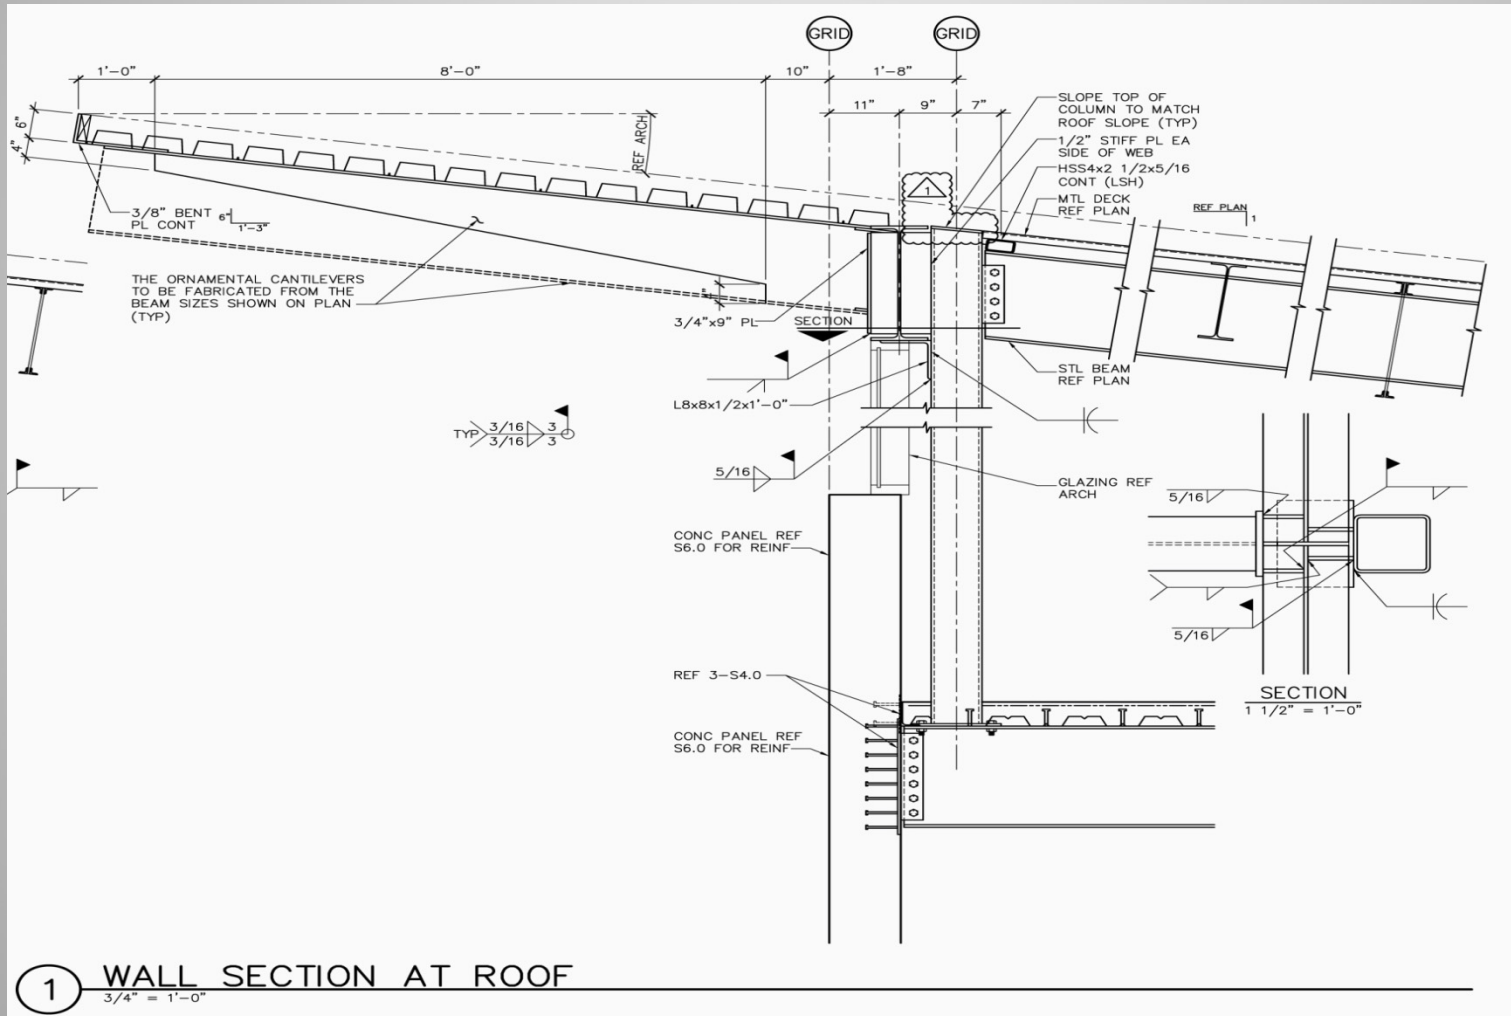 GRID
GRID
1'-0"
8'-0"
10"
1'-8"
11"
9"
7"
6"
4"
REF ARCH
SLOPE TOP OF
COLUMN TO MATCH
ROOF SLOPE (TYP)
1/2" STIFF PL EA
SIDE OF WEB
HSS4x2 1/2x5/16
CONT (LSH)
MTL DECK
REF PLAN
1
REF PLAN
1
3/8" BENT
PL CONT
6"
1'-3"
THE ORNAMENTAL CANTILEVERS
TO BE FABRICATED FROM THE
BEAM SIZES SHOWN ON PLAN
(TYP)
3/4"x9" PL
SECTION
STL BEAM
REF PLAN
L8x8x1/2x1'-0"
TYP
3/16
3
3/16
3
5/16
GLAZING REF
ARCH
5/16
CONC PANEL REF
S6.0 FOR REINF
5/16
REF 3-S4.0
SECTION
1 1/2" = 1'-0"
CONC PANEL REF
S6.0 FOR REINF
1
WALL SECTION AT ROOF
3/4" = 1'-0"